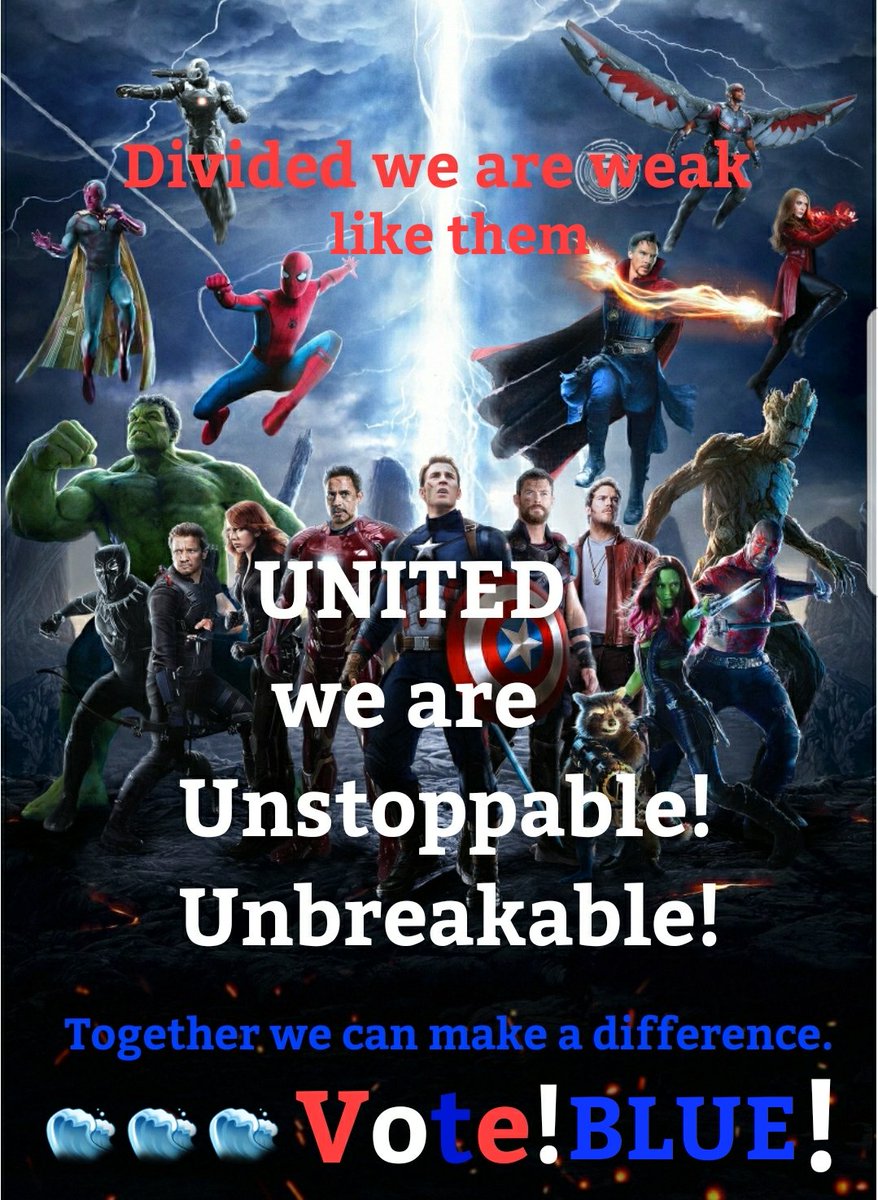 Divided we are weak
like them
UNITED
we are
Unstoppable!
Unbreakable!
Together we can make a difference.
🌊🌊🌊 Vote!BLUE!